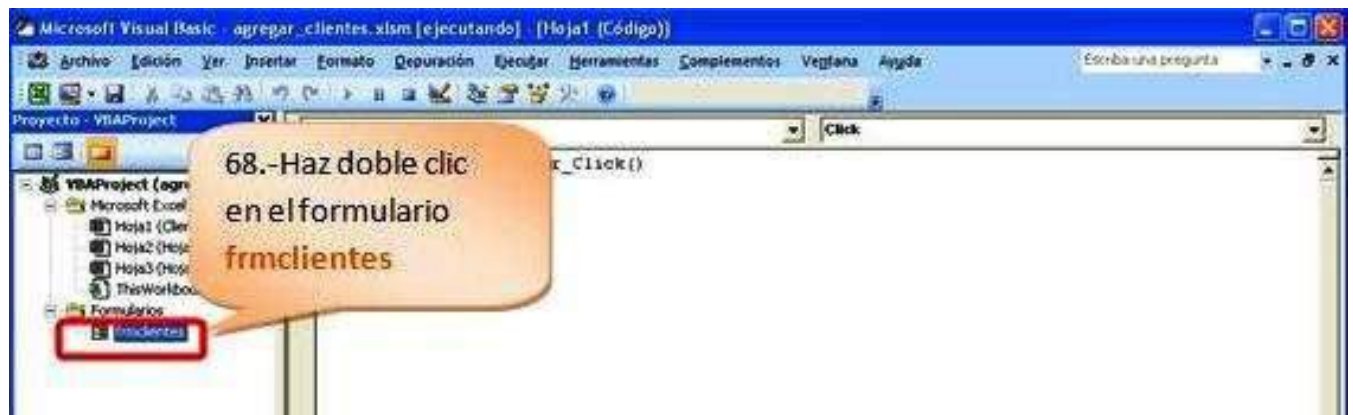 Microsoft Visual Basic - agregar_clientes.xlsm [ejecutando] - [Hoja1 (Código)]
Archivo Edición Ver Insertar Formato Depuración Ejecutar Herramientas Complementos Ventana Ayuda Escriba una pregunta
Proyecto - VBAProject
Click
68.-Haz doble clic
en el formulario
frmclientes
r_Click()
VBAProject (agre
Microsoft Excel
Hoja1 (Clien
Hoja2 (Hoja
Hoja3 (Hoja
ThisWorkboo
Formularios
frmclientes